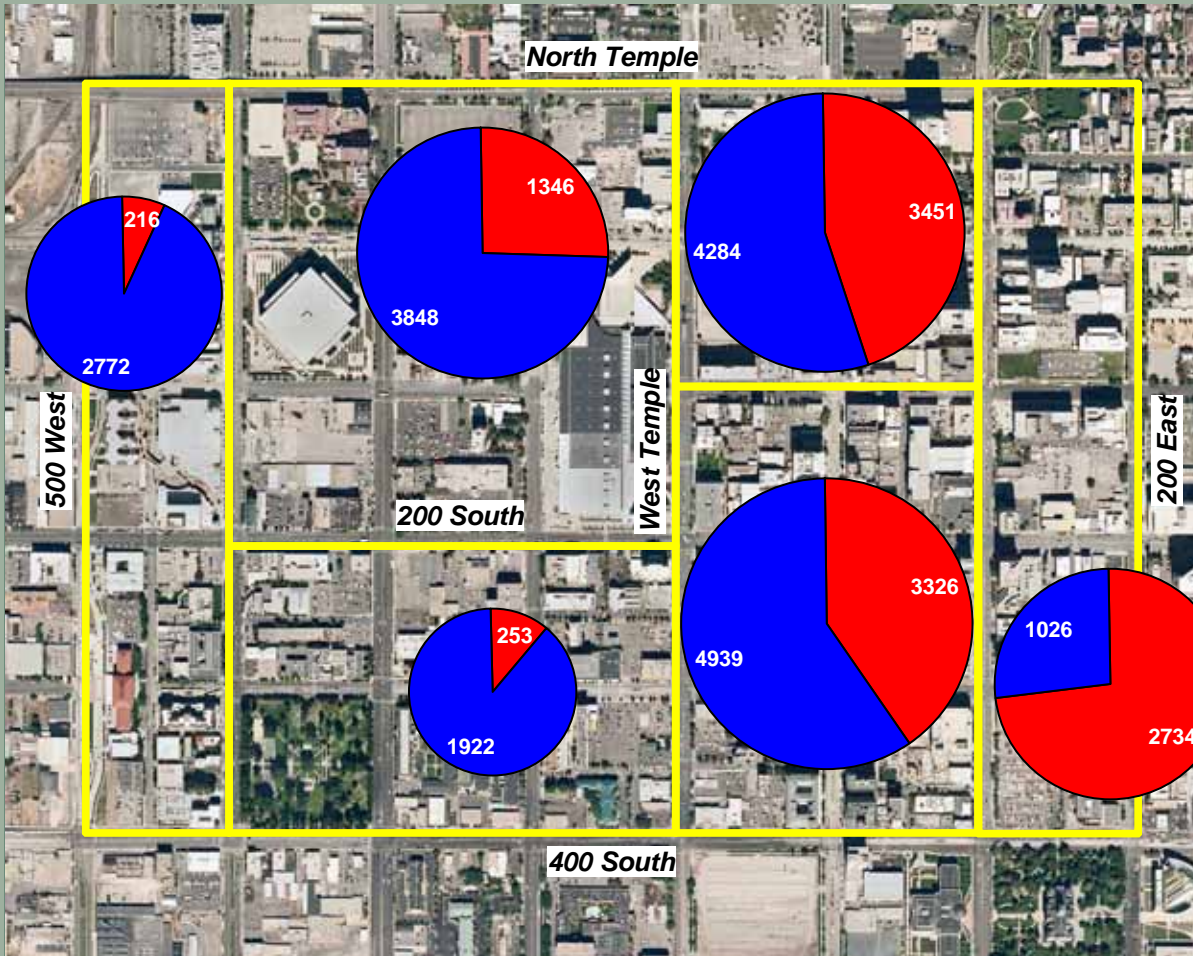 North Temple
216
2772
1346
3848
3451
4284
500 West
West Temple
200 East
200 South
253
1922
3326
4939
1026
2734
400 South